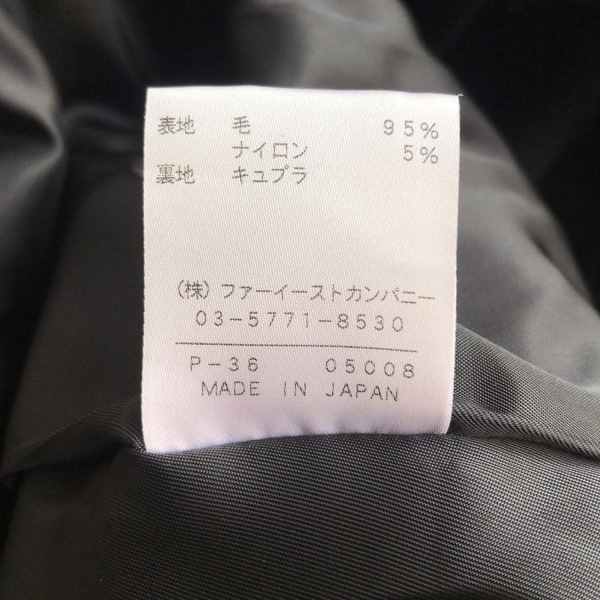 表地 毛 95%
ナイロン 5%
裏地 キュプラ
(株)ファーイーストカンパニー
03-5771-8530
P-36 05008
MADE IN JAPAN